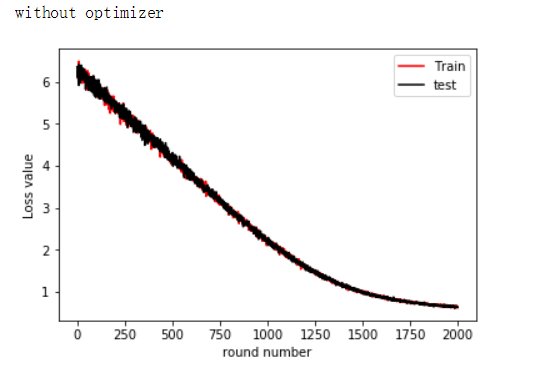 without optimizer
Train
test
6
5
4
3
2
1
Loss value
0 250 500 750 1000 1250 1500 1750 2000
round number